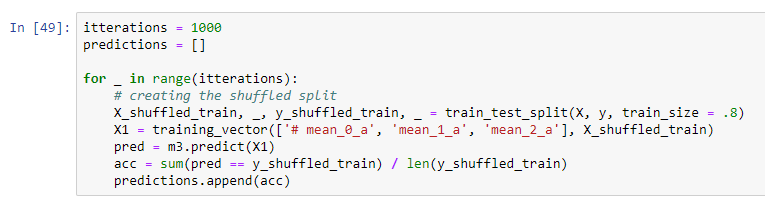 In [49]: itterations = 1000
predictions = []
for _ in range(itterations):
# creating the shuffled split
X_shuffled_train, _, y_shuffled_train, _ = train_test_split(X, y, train_size = .8)
X1 = training_vector(['# mean_0_a', 'mean_1_a', 'mean_2_a'], X_shuffled_train)
pred = m3.predict(X1)
acc = sum(pred == y_shuffled_train) / len(y_shuffled_train)
predictions.append(acc)